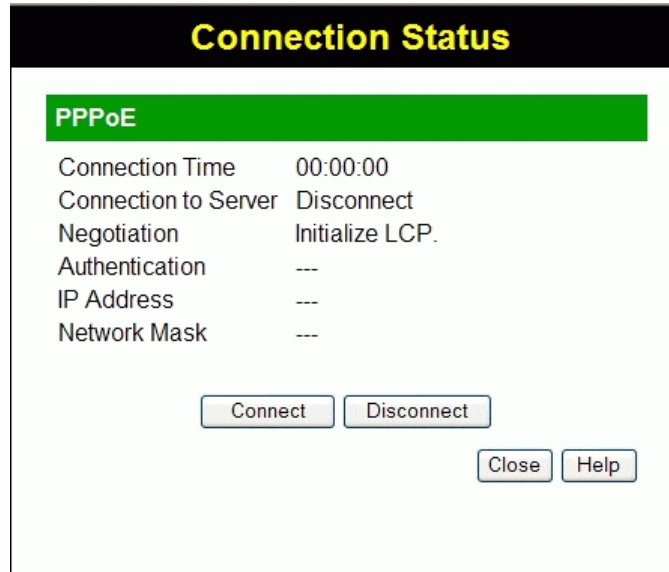 Connection Status
PPPoE
Connection Time 00:00:00
Connection to Server Disconnect
Negotiation Initialize LCP.
Authentication ---
IP Address ---
Network Mask ---
Connect Disconnect
Close Help